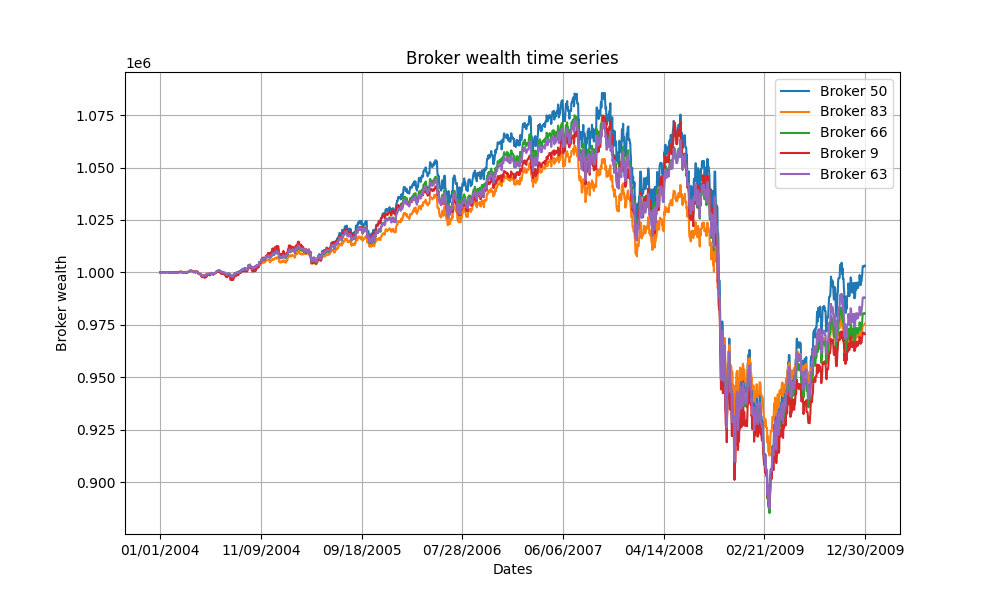 Broker wealth time series
1e6
Broker 50
Broker 83
Broker 66
Broker 9
Broker 63
1.075
1.050
1.025
1.000
0.975
0.950
0.925
0.900
Broker wealth
01/01/2004 11/09/2004 09/18/2005 07/28/2006 06/06/2007 04/14/2008 02/21/2009 12/30/2009
Dates